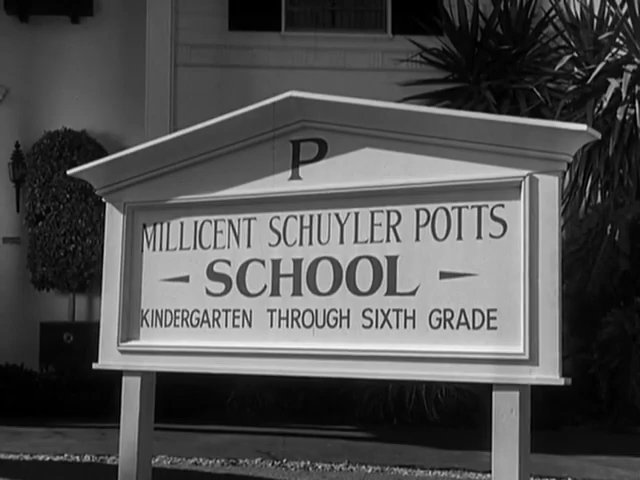 P
MILLICENT SCHUYLER POTTS
SCHOOL
KINDERGARTEN THROUGH SIXTH GRADE